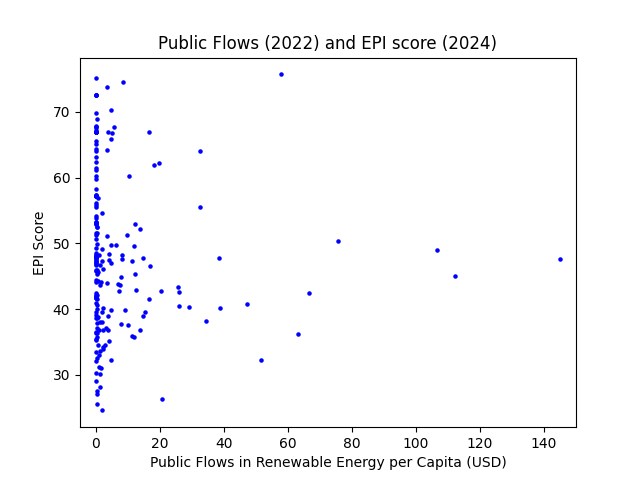 Public Flows (2022) and EPI score (2024)
EPI Score
70
60
50
40
30
0 20 40 60 80 100 120 140
Public Flows in Renewable Energy per Capita (USD)